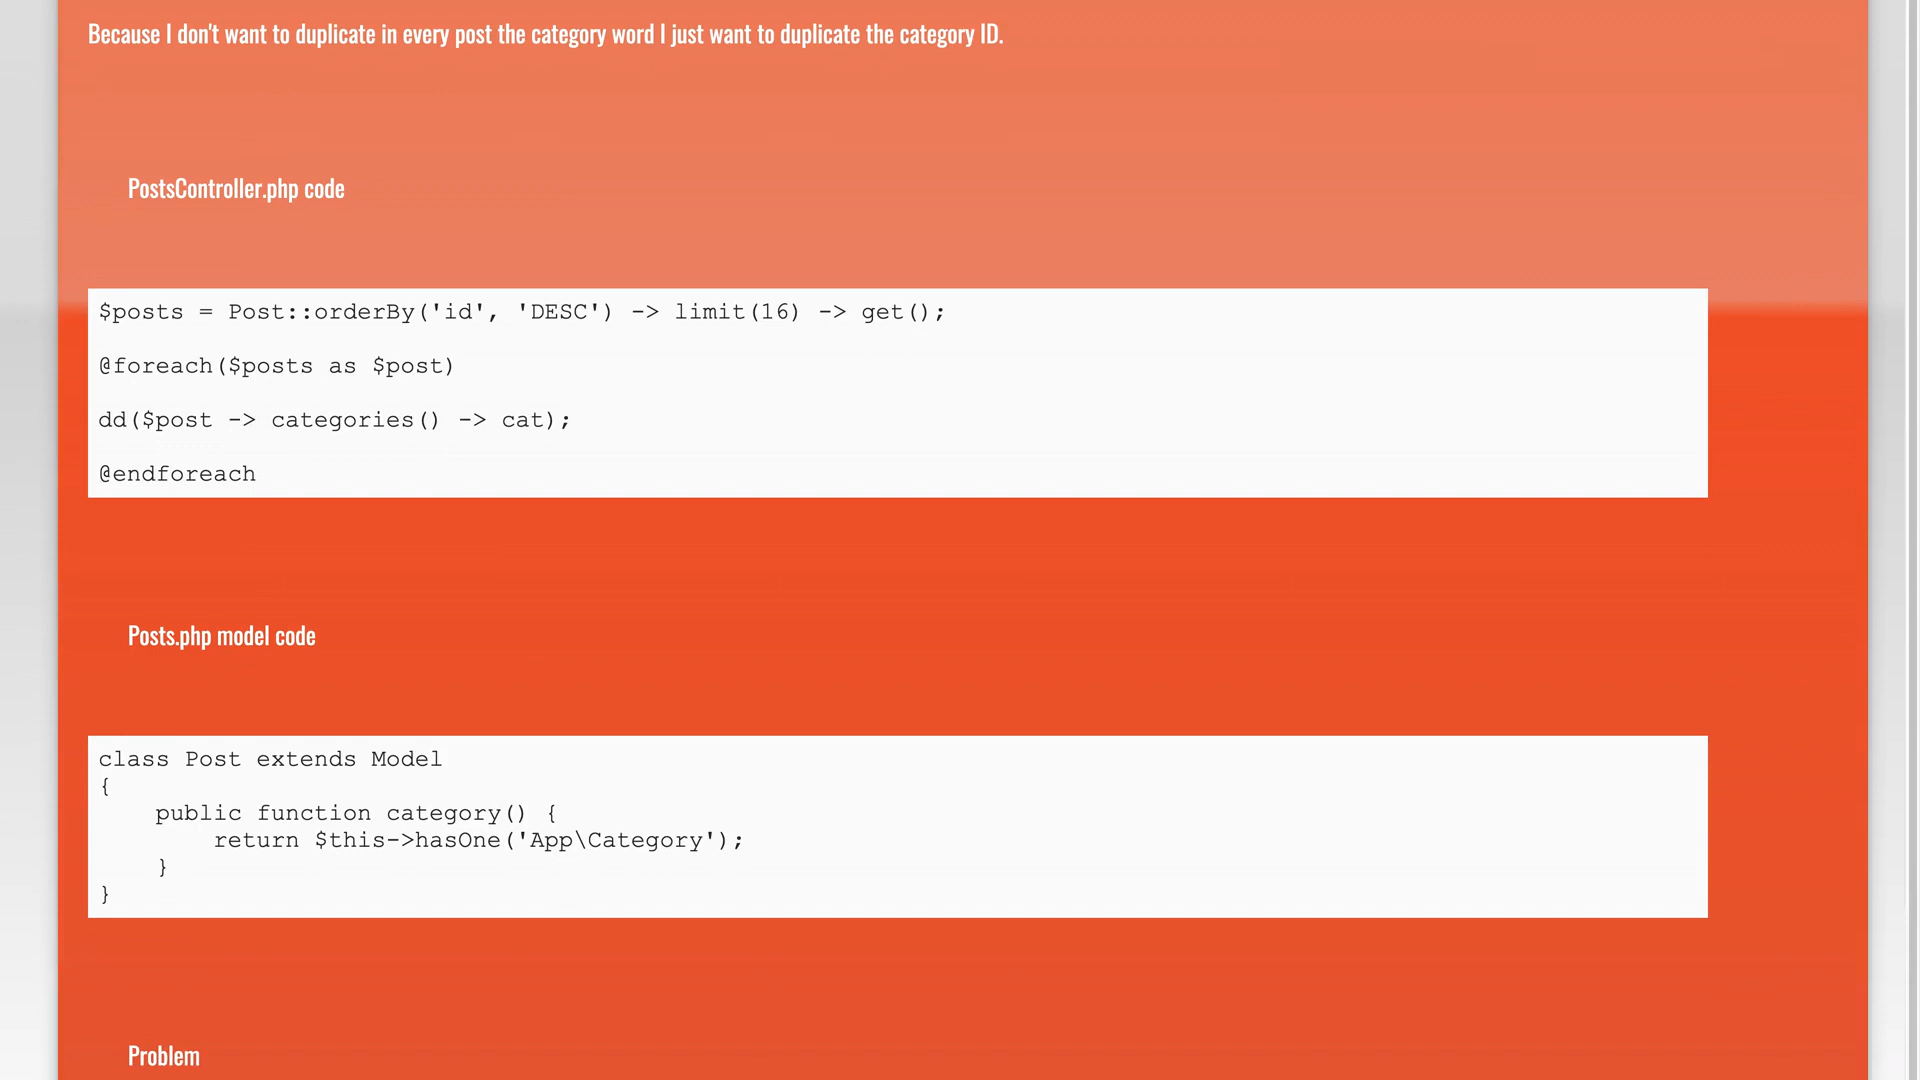 Because I don't want to duplicate in every post the category word I just want to duplicate the category ID.
PostsController.php code
$posts = Post::orderBy('id', 'DESC') -> limit(16) -> get();
@foreach($posts as $post)
dd($post -> categories() -> cat);
@endforeach
Posts.php model code
class Post extends Model
{
    public function category() {
        return $this->hasOne('App\Category');
    }
}
Problem